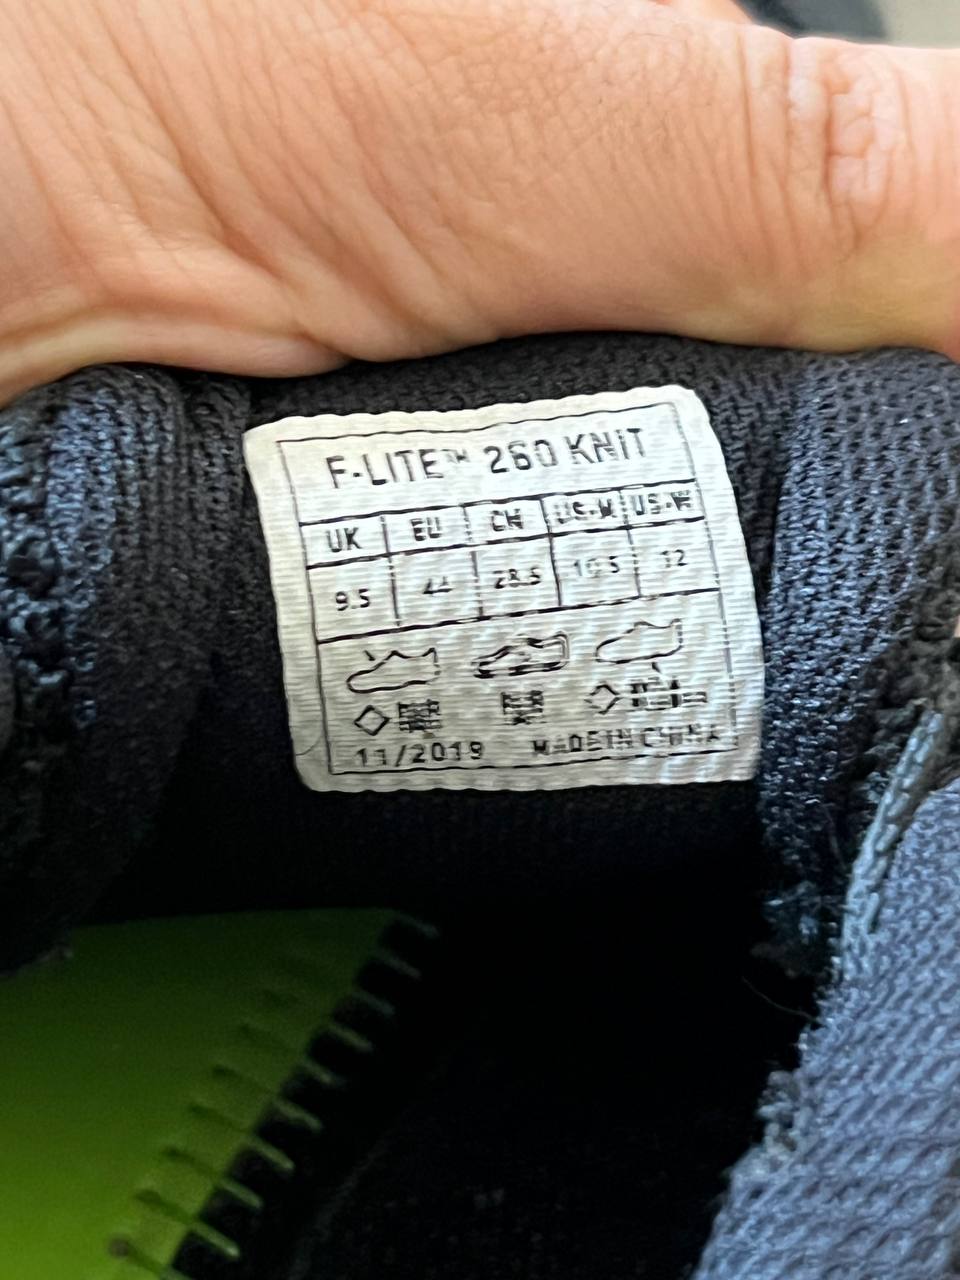 F-LITE™ 260 KNIT
UK EU CM US-M US-W
9.5 44 28.5 10.5 12
11/2019 MADE IN CHINA